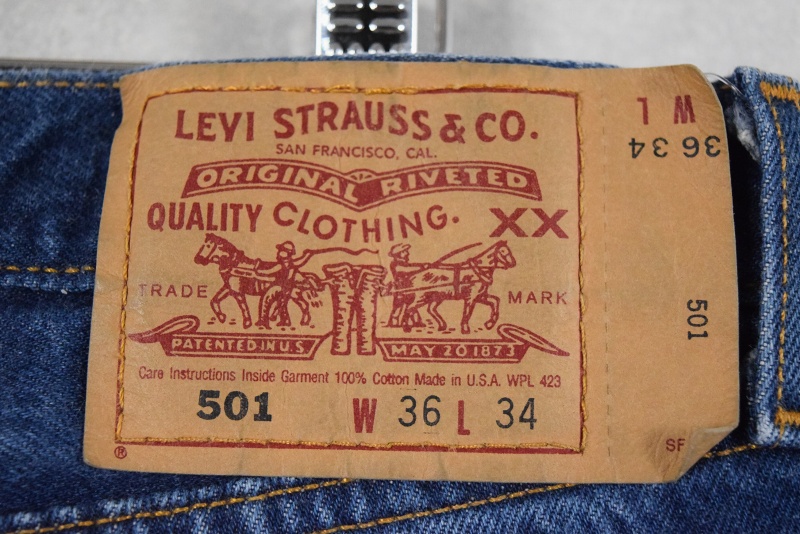 LEVI STRAUSS & CO.
SAN FRANCISCO, CAL.
ORIGINAL RIVETED
QUALITY CLOTHING. XX
TRADE MARK
PATENTED IN U.S. MAY 20 1873
Care Instructions Inside Garment 100% Cotton Made in U.S.A. WPL 423
501 W 36 L 34
®
W L
36 34
501
SF